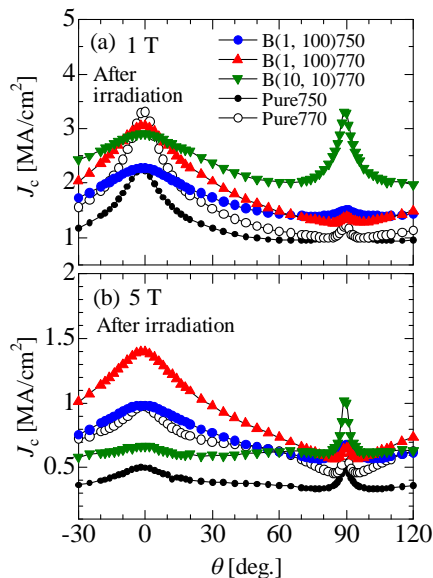 (a) 1 T
After
irradiation
B(1, 100)750
B(1, 100)770
B(10, 10)770
Pure750
Pure770
5
4
3
2
1
J_c [MA/cm²]
(b) 5 T
After irradiation
2
1.5
1
0.5
J_c [MA/cm²]
-30 0 30 60 90 120
θ [deg.]